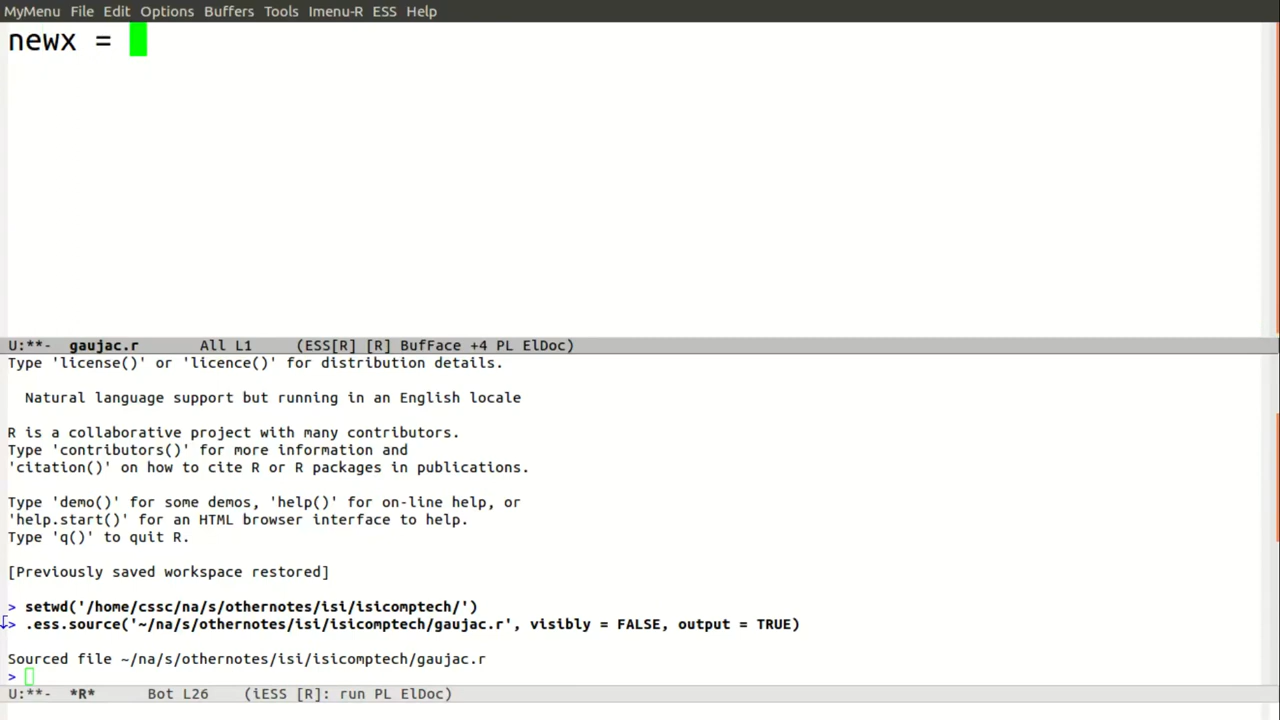 MyMenu File Edit Options Buffers Tools Imenu-R ESS Help
newx =
U:**- gaujac.r All L1 (ESS[R] [R] BufFace +4 PL ElDoc)
Type 'license()' or 'licence()' for distribution details.
Natural language support but running in an English locale
R is a collaborative project with many contributors.
Type 'contributors()' for more information and
'citation()' on how to cite R or R packages in publications.
Type 'demo()' for some demos, 'help()' for on-line help, or
'help.start()' for an HTML browser interface to help.
Type 'q()' to quit R.
[Previously saved workspace restored]
> setwd('/home/cssc/na/s/othernotes/isi/isicomptech/')
> .ess.source('~/na/s/othernotes/isi/isicomptech/gaujac.r', visibly = FALSE, output = TRUE)
Sourced file ~/na/s/othernotes/isi/isicomptech/gaujac.r
>
U:**- *R* Bot L26 (iESS [R]: run PL ElDoc)